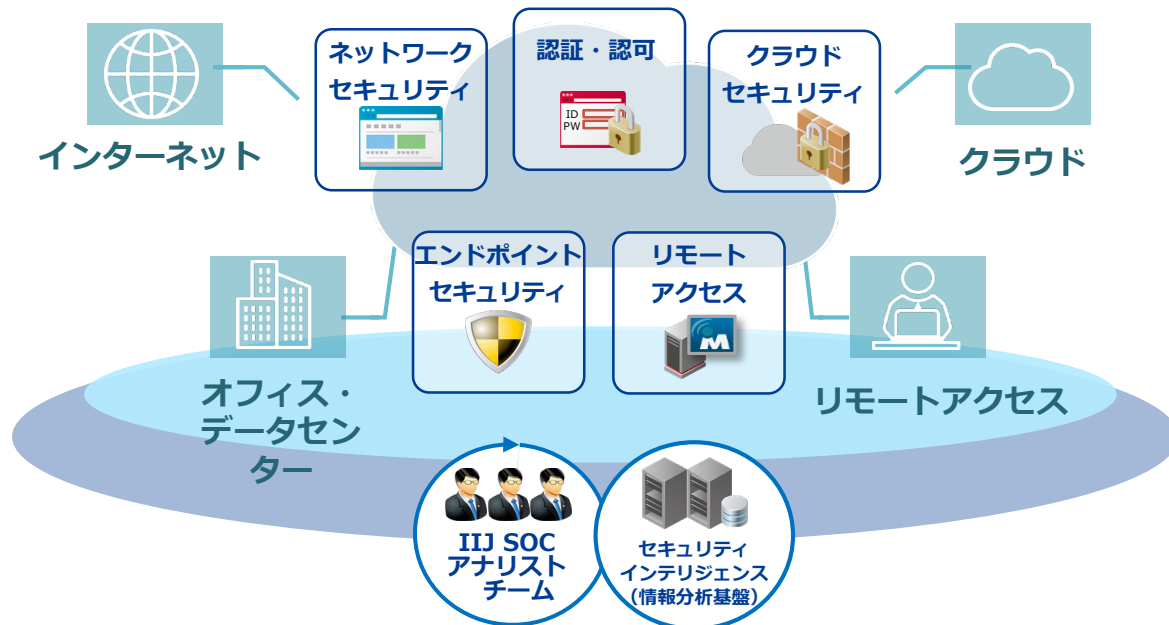 ネットワーク
セキュリティ
認証・認可
ID
PW
クラウド
セキュリティ
インターネット
クラウド
エンドポイント
セキュリティ
リモート
アクセス
M
オフィス・
データセン
ター
リモートアクセス
IIJ SOC
アナリスト
チーム
セキュリティ
インテリジェンス
（情報分析基盤）